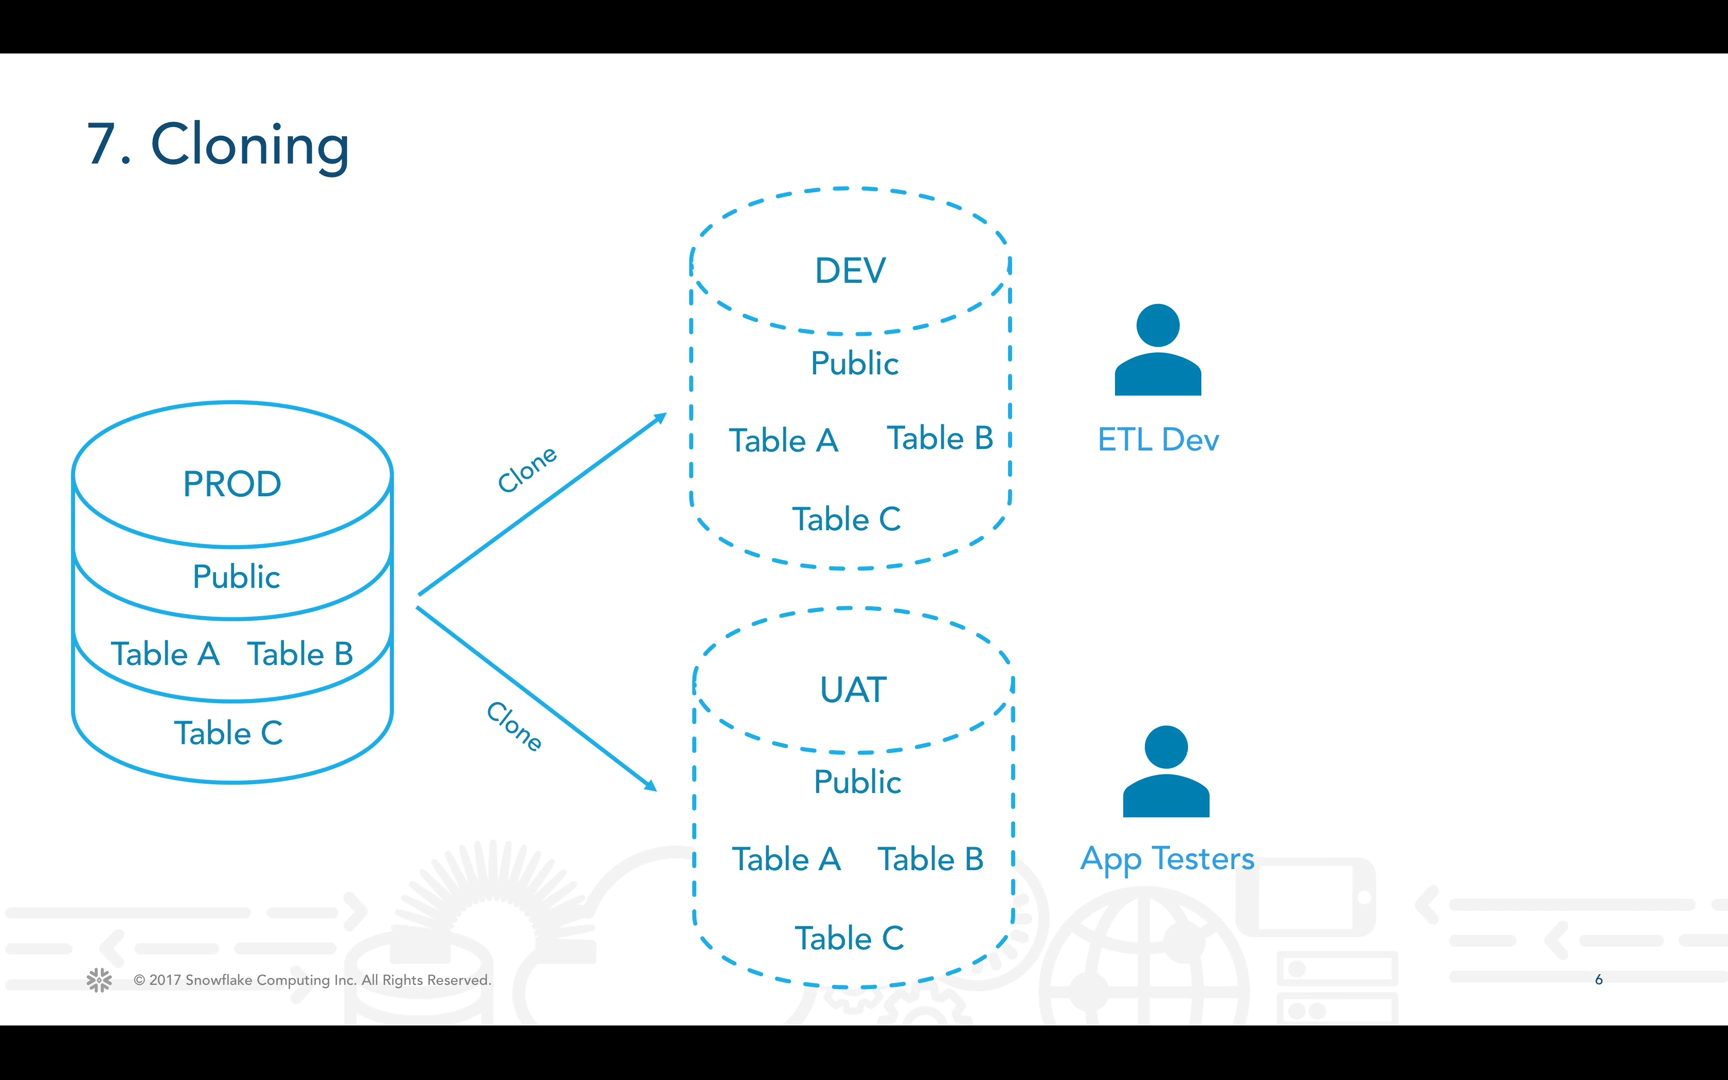 7. Cloning
PROD
Public
Table A Table B
Table C
Clone
Clone
DEV
Public
Table A Table B
Table C
ETL Dev
UAT
Public
Table A Table B
Table C
App Testers
© 2017 Snowflake Computing Inc. All Rights Reserved.
6